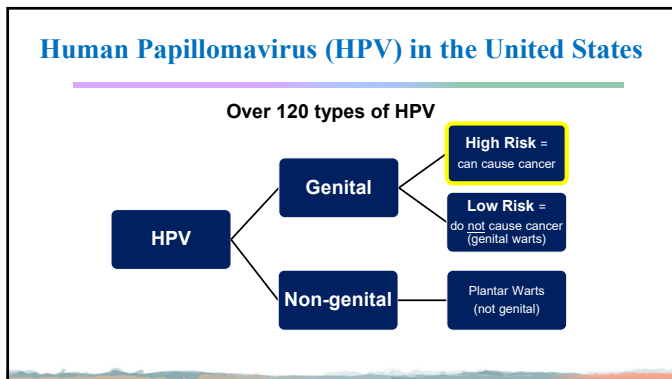 Human Papillomavirus (HPV) in the United States
Over 120 types of HPV
HPV
Genital
High Risk =
can cause cancer
Low Risk =
do not cause cancer
(genital warts)
Non-genital
Plantar Warts
(not genital)